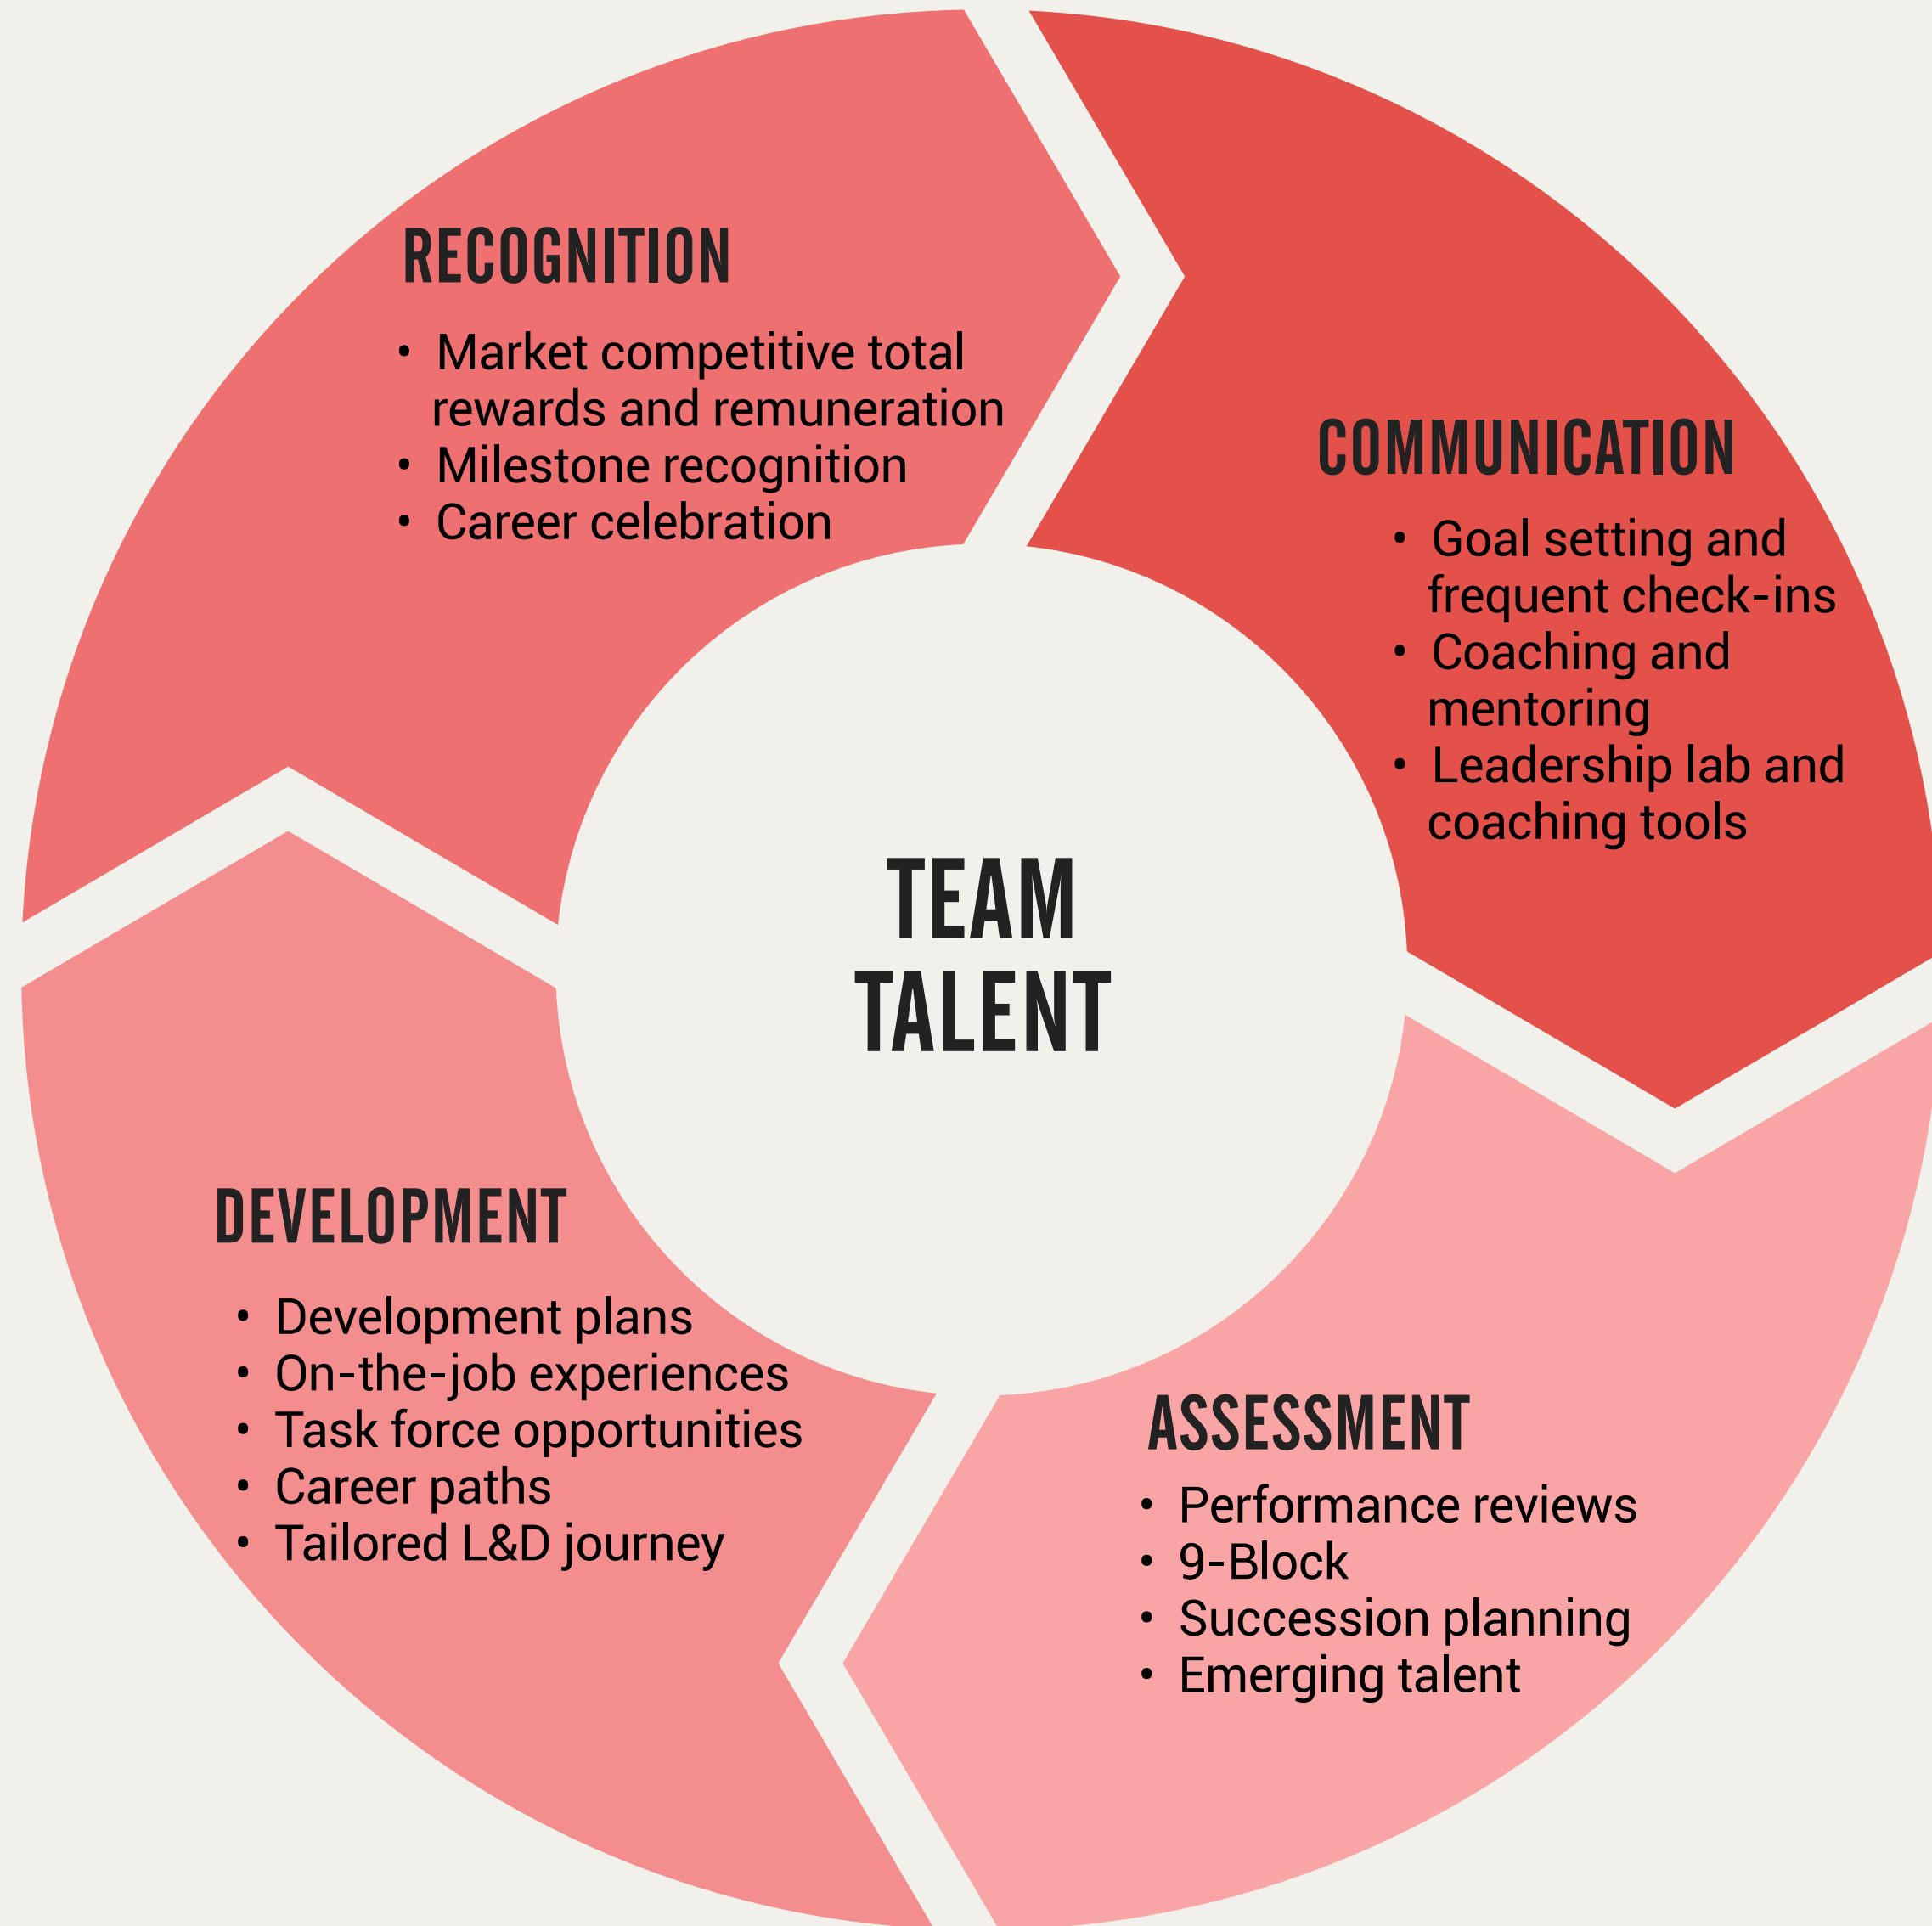 RECOGNITION
• Market competitive total
rewards and remuneration
• Milestone recognition
• Career celebration
COMMUNICATION
• Goal setting and
frequent check-ins
• Coaching and
mentoring
• Leadership lab and
coaching tools
TEAM
TALENT
DEVELOPMENT
• Development plans
• On-the-job experiences
• Task force opportunities
• Career paths
• Tailored L&D journey
ASSESSMENT
• Performance reviews
• 9-Block
• Succession planning
• Emerging talent